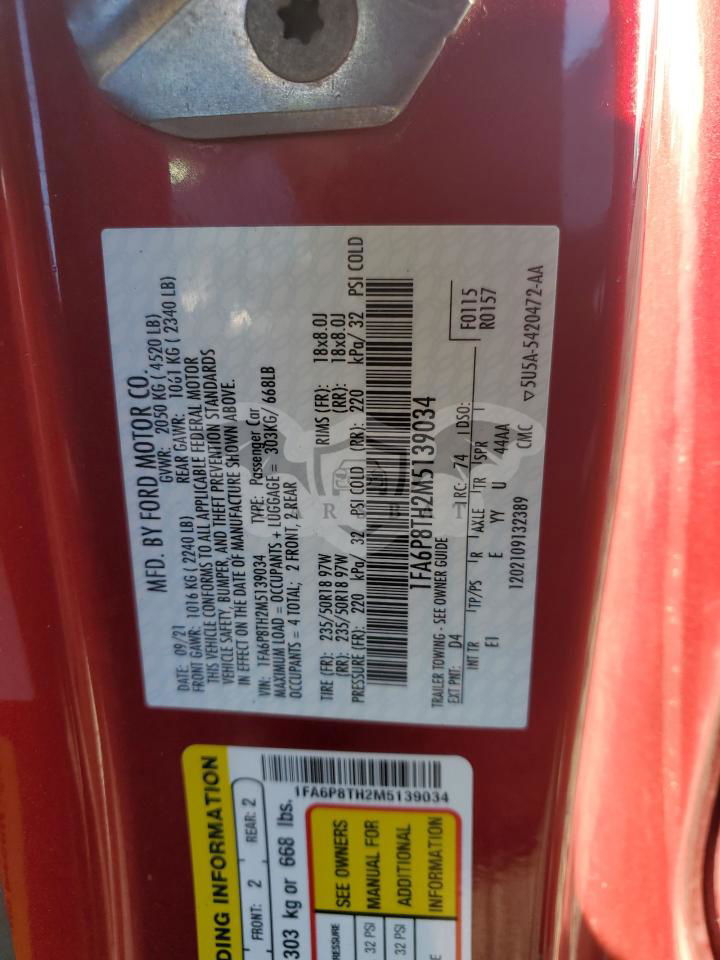 MFD. BY FORD MOTOR CO.
DATE: 09/21 GVWR: 2050 KG ( 4520 LB)
FRONT GAWR: 1016 KG (2240 LB) REAR GAWR: 1061 KG ( 2340 LB)
THIS VEHICLE CONFORMS TO ALL APPLICABLE FEDERAL MOTOR
VEHICLE SAFETY, BUMPER, AND THEFT PREVENTION STANDARDS
IN EFFECT ON THE DATE OF MANUFACTURE SHOWN ABOVE.
VIN: 1FA6P8TH2M5139034 TYPE: Passenger Car
MAXIMUM LOAD = OCCUPANTS + LUGGAGE = 303KG/ 668LB
OCCUPANTS = 4 TOTAL; 2 FRONT, 2 REAR
TIRE (FR): 235/50R18 97W RIMS (FR): 18x8.0J
(RR): 235/50R18 97W (RR): 18x8.0J
PRESSURE (FR): 220 kPa/ 32 PSI COLD (RR): 220 kPa/ 32 PSI COLD
1FA6P8TH2M5139034
TRAILER TOWING - SEE OWNER GUIDE
EXT PNT: D4 RC: 74 DSO: F0115
R0157
INT TR TP/PS R AXLE TR SPR
E1 E YY U 44AA
1202109132389 CMC
▽5U5A-5420472-AA
DING INFORMATION
FRONT: 2 REAR: 2
303 kg or 668 lbs.
1FA6P8TH2M5139034
PRESSURE SEE OWNERS
32 PSI MANUAL FOR
32 PSI ADDITIONAL
INFORMATION